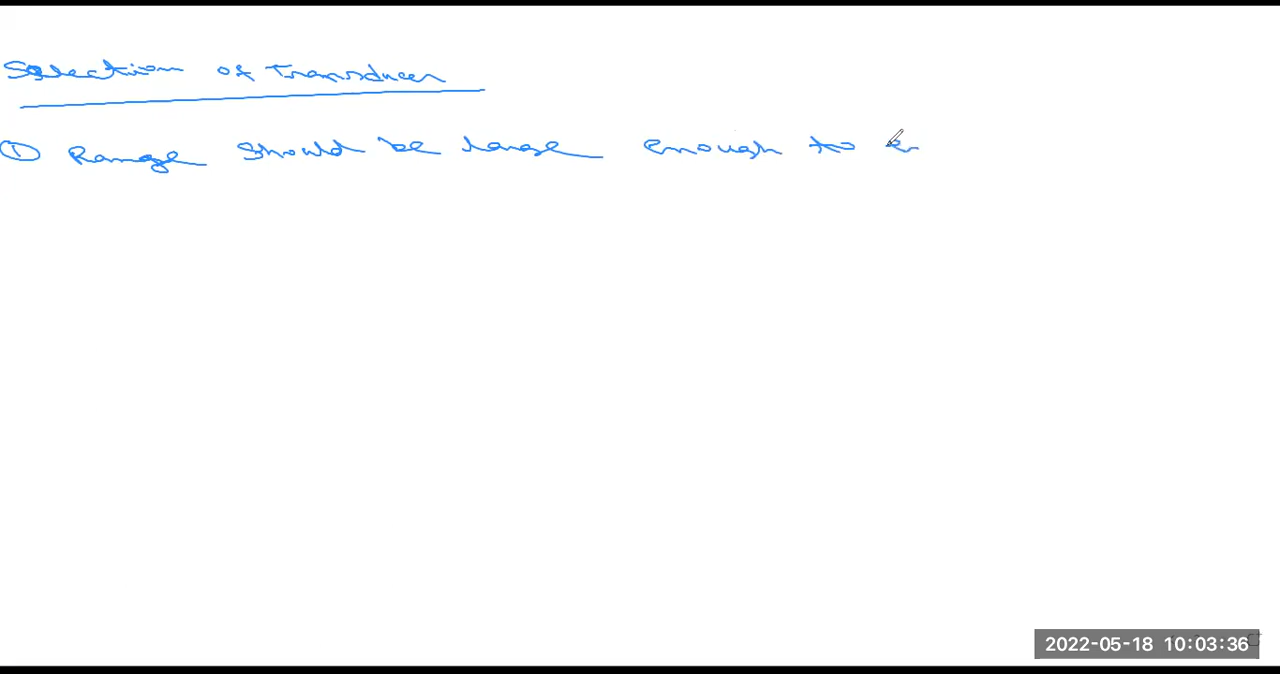 Selection of Transducer
① Range should be large enough to
2022-05-18 10:03:36